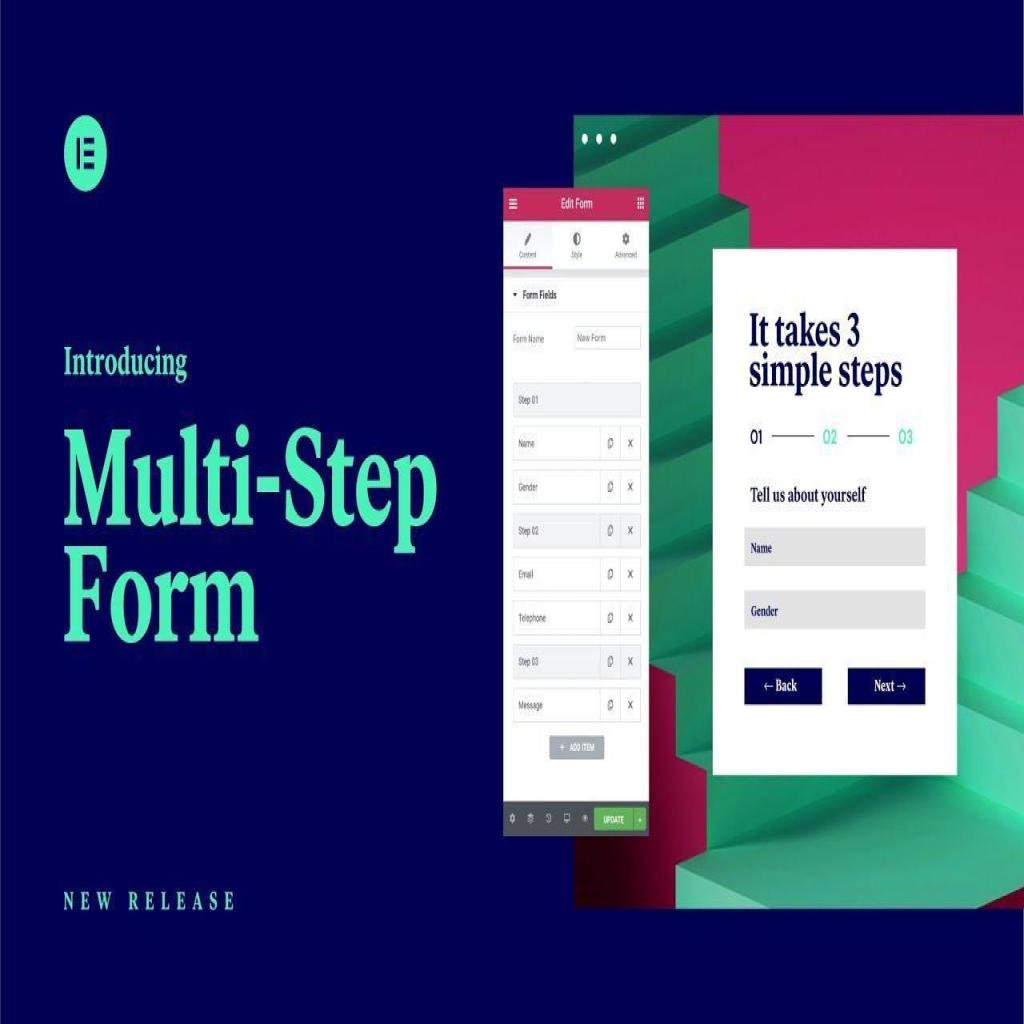 Introducing
Multi-Step
Form
NEW RELEASE
Edit Form
Content Style Advanced
Form Fields
Form Name New Form
Step 01
Name
Gender
Step 02
Email
Telephone
Step 03
Message
+ ADD ITEM
UPDATE
It takes 3
simple steps
01 02 03
Tell us about yourself
Name
Gender
← Back Next →